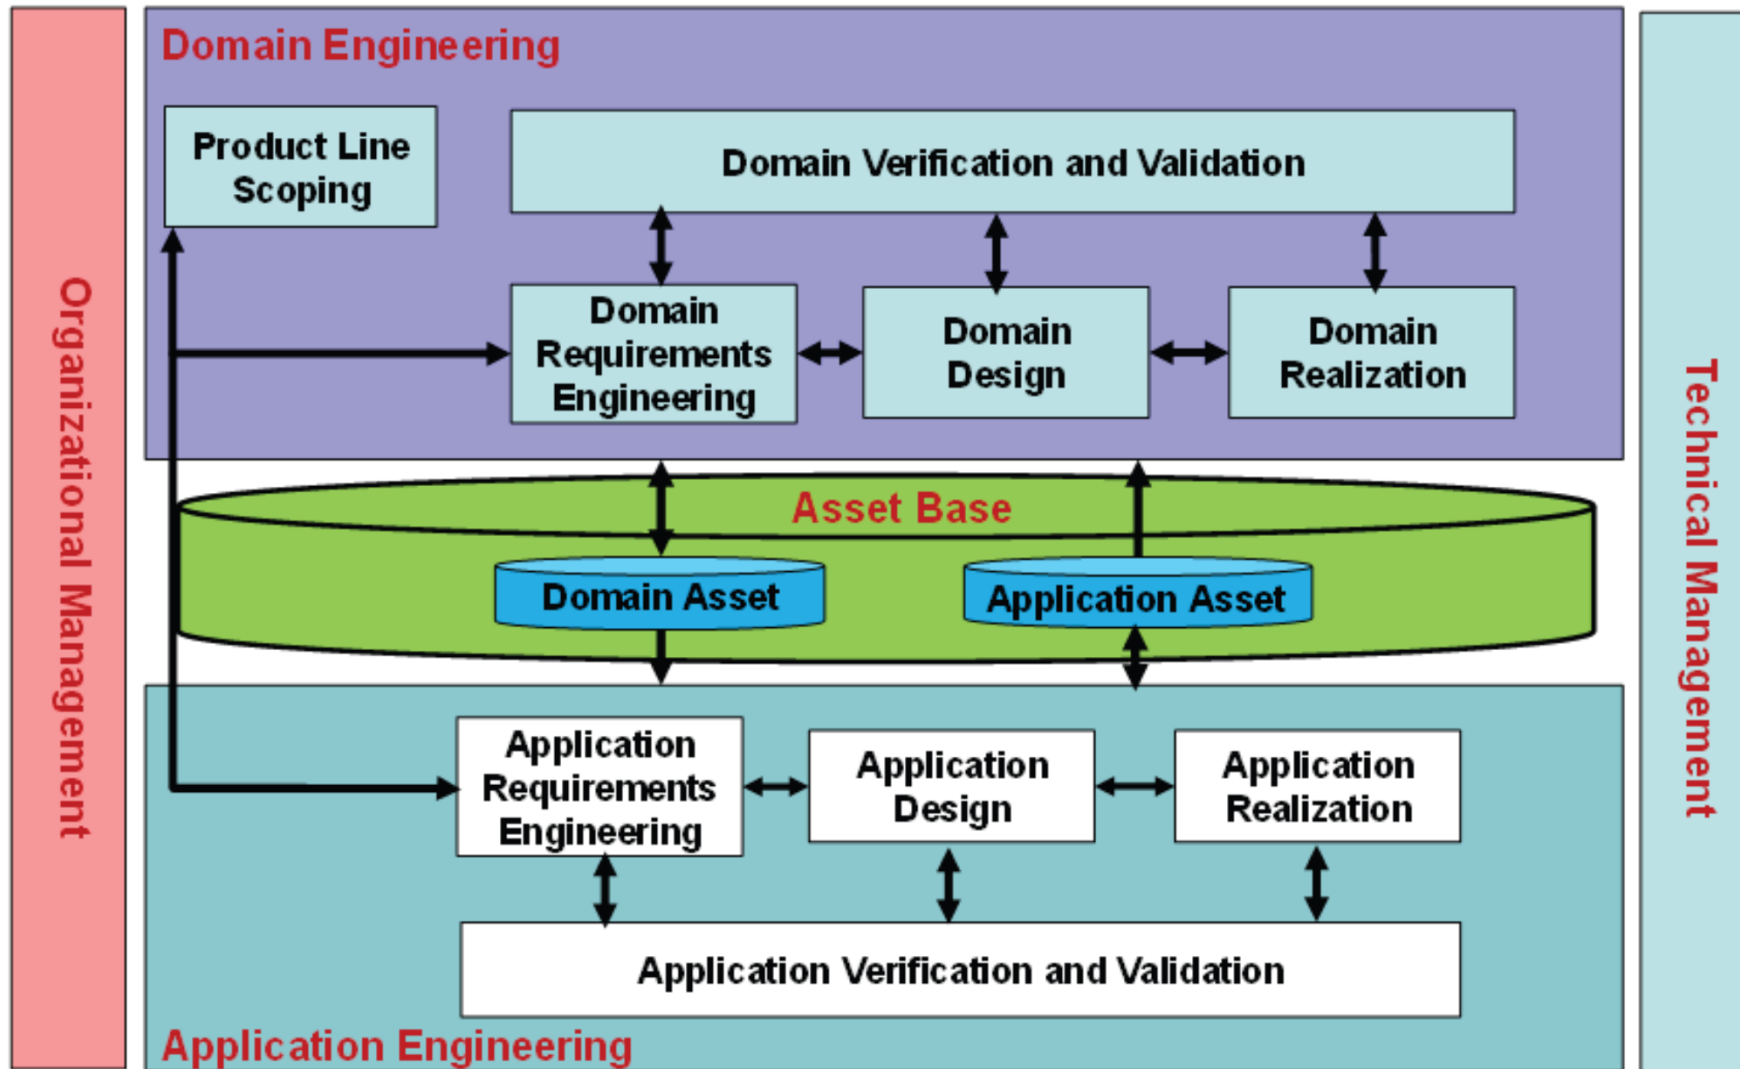 Domain Engineering
Product Line
Scoping
Domain Verification and Validation
Domain
Requirements
Engineering
Domain
Design
Domain
Realization
Organizational Management
Technical Management
Asset Base
Domain Asset
Application Asset
Application
Requirements
Engineering
Application
Design
Application
Realization
Application Verification and Validation
Application Engineering